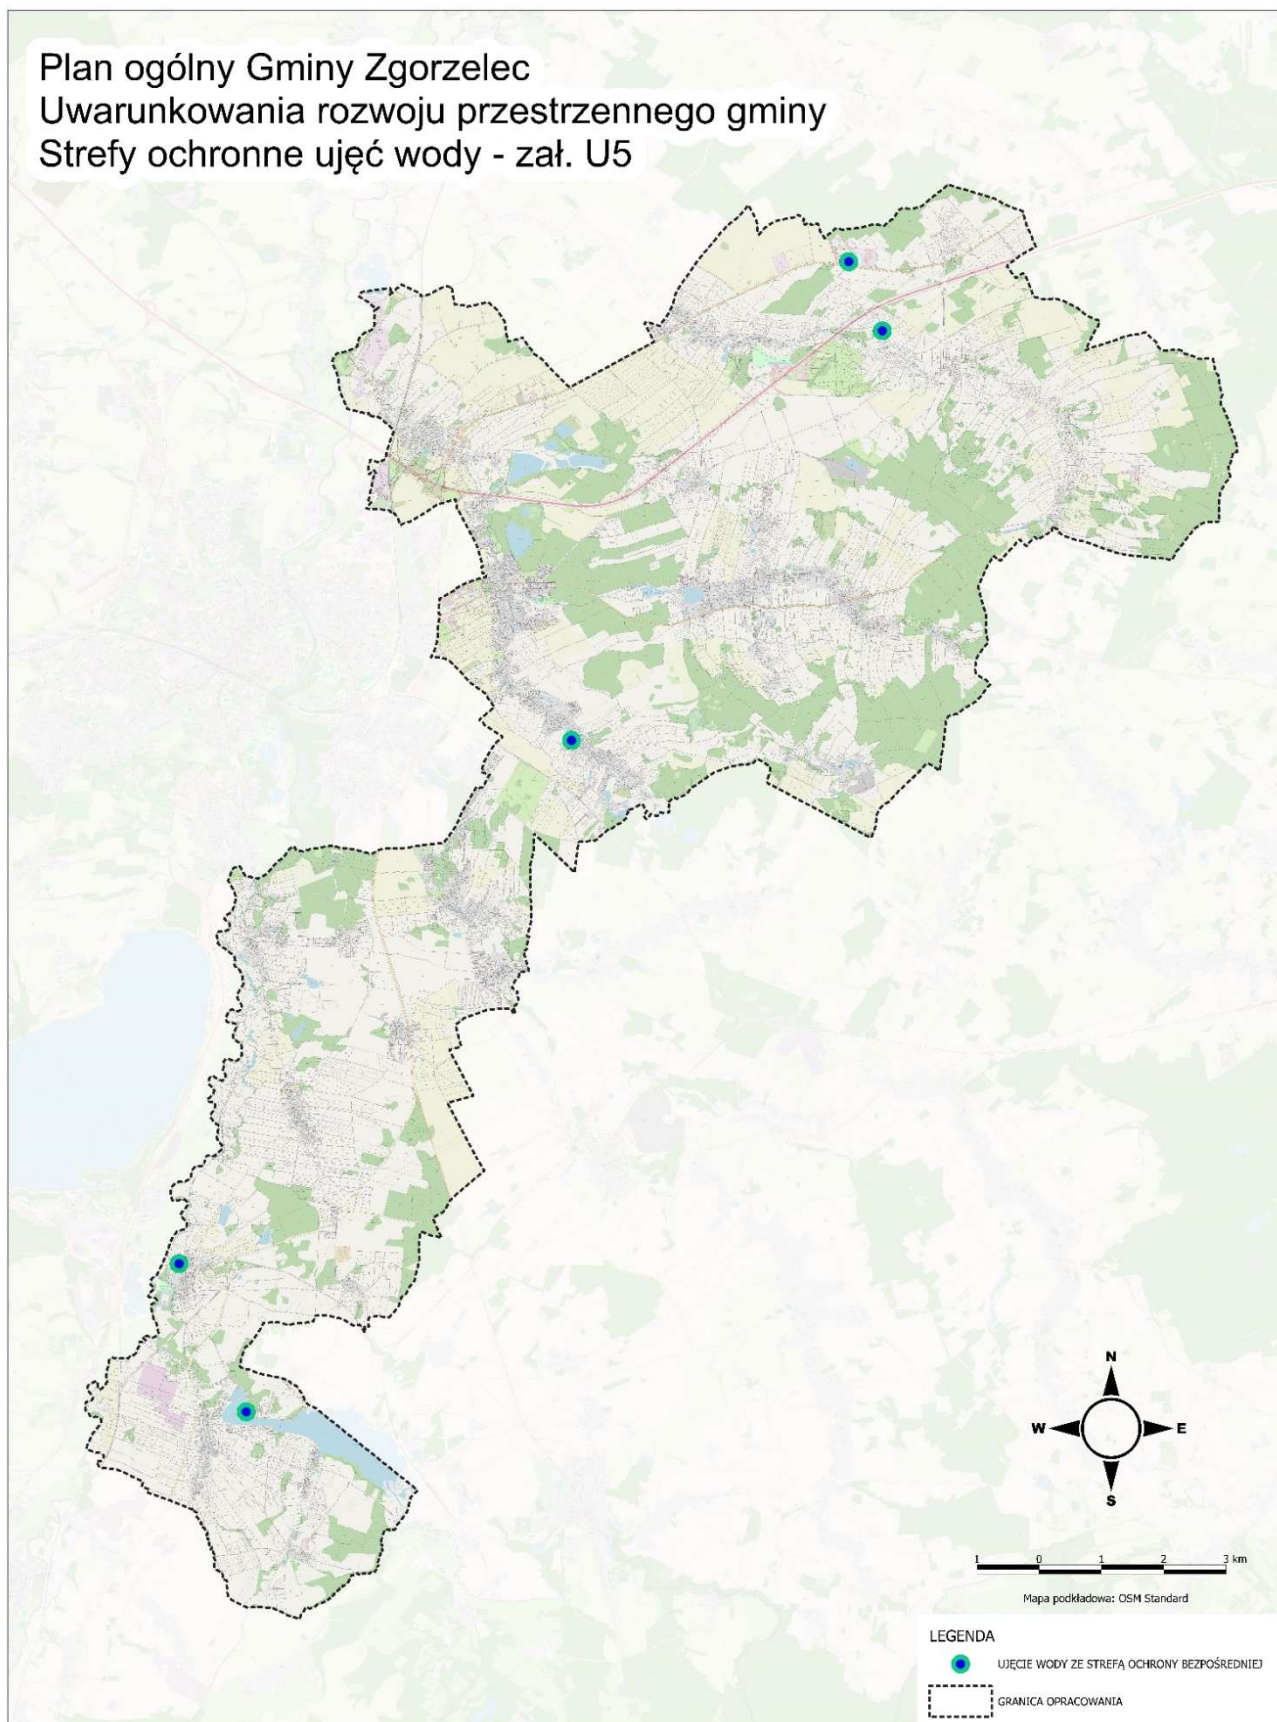 Plan ogólny Gminy Zgorzelec
Uwarunkowania rozwoju przestrzennego gminy
Strefy ochronne ujęć wody - zał. U5
N
W
E
S
1 0 1 2 3 km
Mapa podkładowa: OSM Standard
LEGENDA
UJĘCIE WODY ZE STREFĄ OCHRONY BEZPOŚREDNIEJ
GRANICA OPRACOWANIA